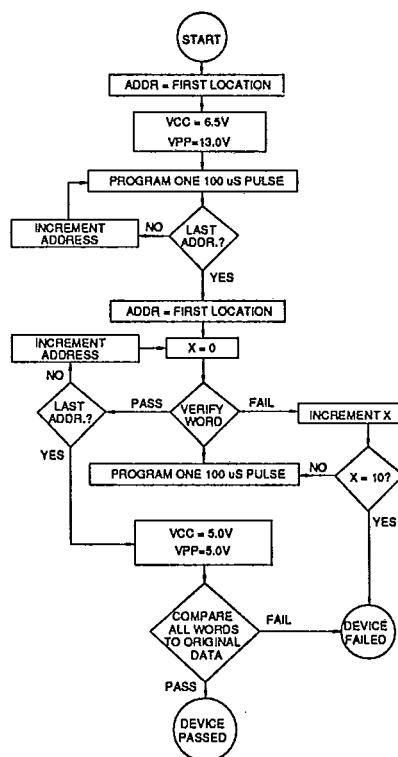 START
ADDR = FIRST LOCATION
VCC = 6.5V
VPP=13.0V
PROGRAM ONE 100 uS PULSE
INCREMENT
ADDRESS
NO
LAST
ADDR.?
YES
ADDR = FIRST LOCATION
INCREMENT
ADDRESS
X = 0
NO
LAST
ADDR.?
PASS
VERIFY
WORD
FAIL
INCREMENT X
YES
PROGRAM ONE 100 uS PULSE
NO
X = 10?
YES
VCC = 5.0V
VPP=5.0V
COMPARE
ALL WORDS
TO ORIGINAL
DATA
FAIL
DEVICE
FAILED
PASS
DEVICE
PASSED